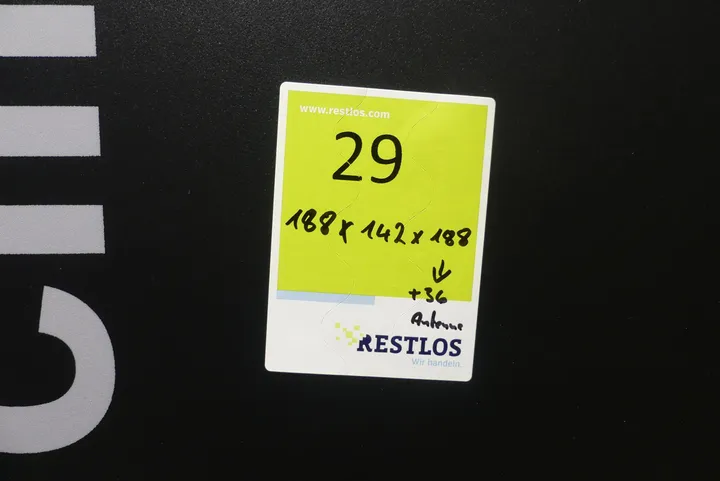 www.restlos.com
29
188 x 142 x 188
↓
+36
Antenne
RESTLOS
Wir handeln.